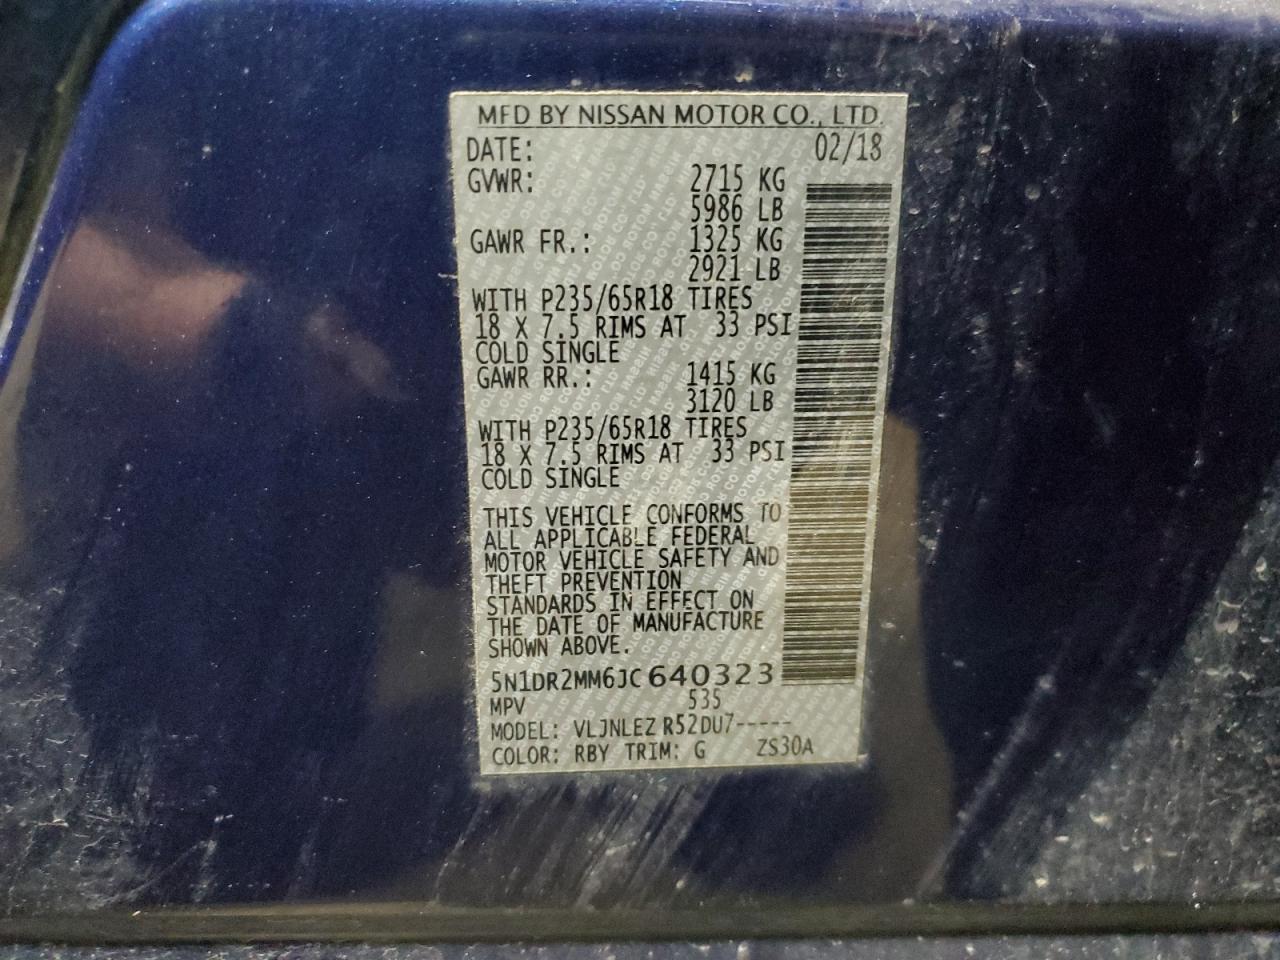 MFD BY NISSAN MOTOR CO., LTD.
DATE: 02/18
GVWR: 2715 KG
5986 LB
GAWR FR.: 1325 KG
2921 LB
WITH P235/65R18 TIRES
18 X 7.5 RIMS AT 33 PSI
COLD SINGLE
GAWR RR.: 1415 KG
3120 LB
WITH P235/65R18 TIRES
18 X 7.5 RIMS AT 33 PSI
COLD SINGLE
THIS VEHICLE CONFORMS TO
ALL APPLICABLE FEDERAL
MOTOR VEHICLE SAFETY AND
THEFT PREVENTION
STANDARDS IN EFFECT ON
THE DATE OF MANUFACTURE
SHOWN ABOVE.
5N1DR2MM6JC640323
MPV 535
MODEL: VLJNLEZ R52DU7-----
COLOR: RBY TRIM: G ZS30A